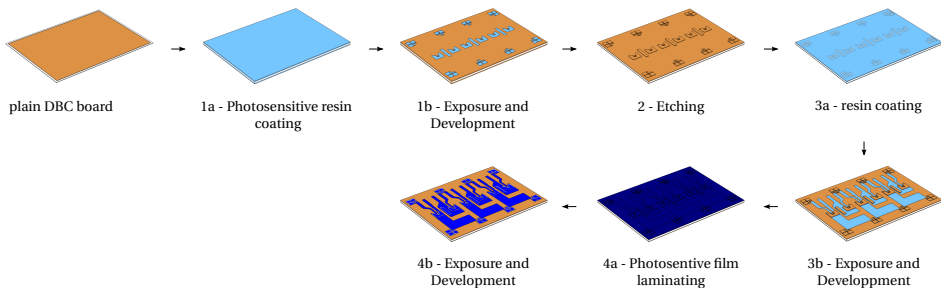 plain DBC board
1a - Photosensitive resin
coating
1b - Exposure and
Development
2 - Etching
3a - resin coating
4b - Exposure and
Development
4a - Photosentive film
laminating
3b - Exposure and
Developpment